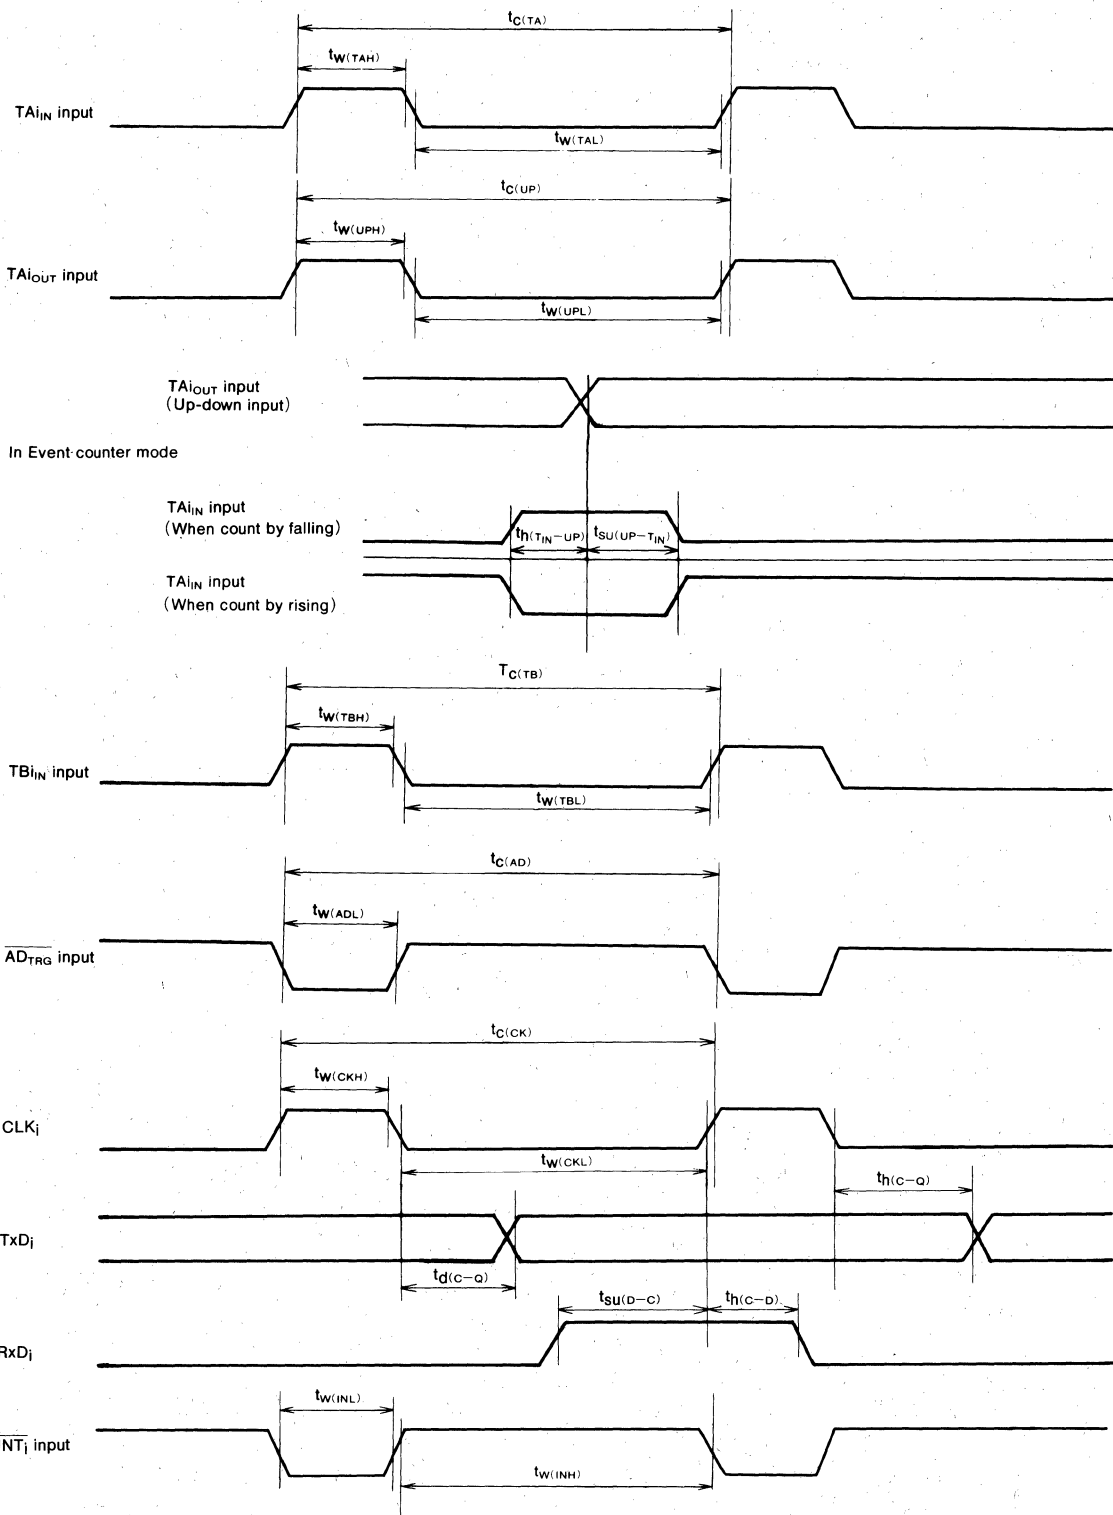 tC(TA)
tW(TAH)
TAiIN input
tW(TAL)
tC(UP)
tW(UPH)
TAiOUT input
tW(UPL)
TAiOUT input
(Up-down input)
In Event counter mode
TAiIN input
(When count by falling)
th(TIN−UP) tSU(UP−TIN)
TAiIN input
(When count by rising)
TC(TB)
tW(TBH)
TBiIN input
tW(TBL)
tC(AD)
tW(ADL)
ADTRG input
tC(CK)
tW(CKH)
CLKi
tW(CKL)
th(C−Q)
TxDi
td(C−Q)
tsu(D−C) th(C−D)
RxDi
tW(INL)
NTi input
tW(INH)